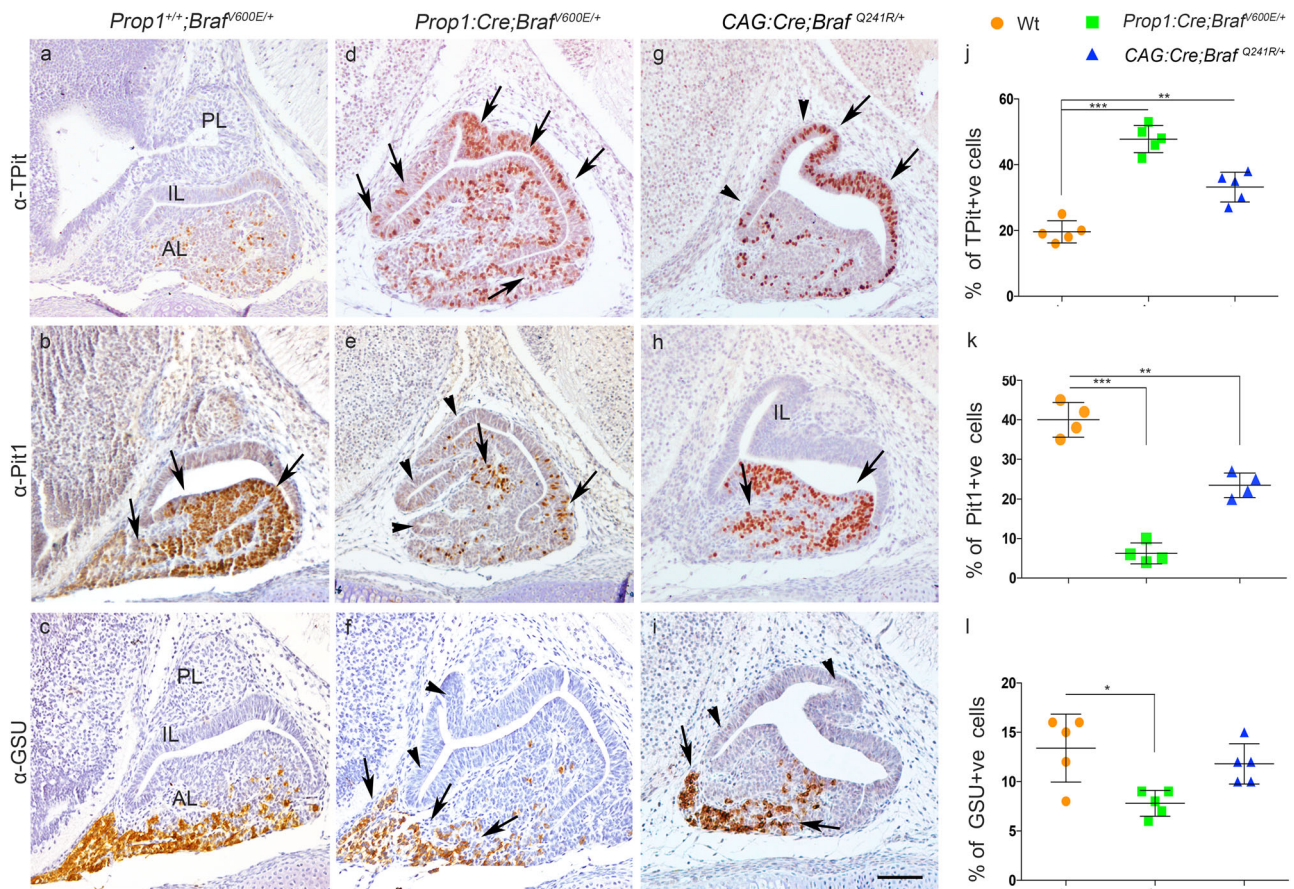 Prop1+/+;BrafV600E/+
Prop1:Cre;BrafV600E/+
CAG:Cre;Braf Q241R/+
Wt
Prop1:Cre;BrafV600E/+
CAG:Cre;Braf Q241R/+
α-TPit
a
PL
IL
AL
d
g
j
% of TPit+ve cells
60
40
20
0
***
**
α-Pit1
b
e
h
IL
k
% of Pit1+ve cells
50
40
30
20
10
0
***
**
α-GSU
c
PL
IL
AL
f
i
l
% of GSU+ve cells
20
15
10
5
0
*